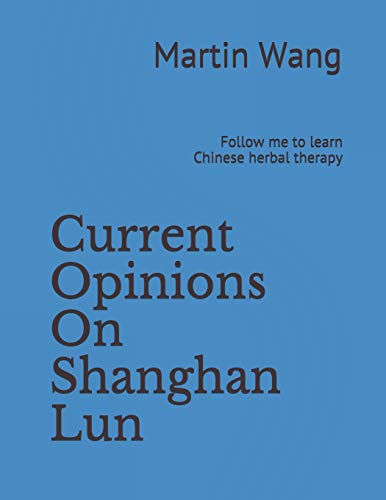 Martin Wang
Follow me to learn
Chinese herbal therapy
Current
Opinions
On
Shanghan
Lun